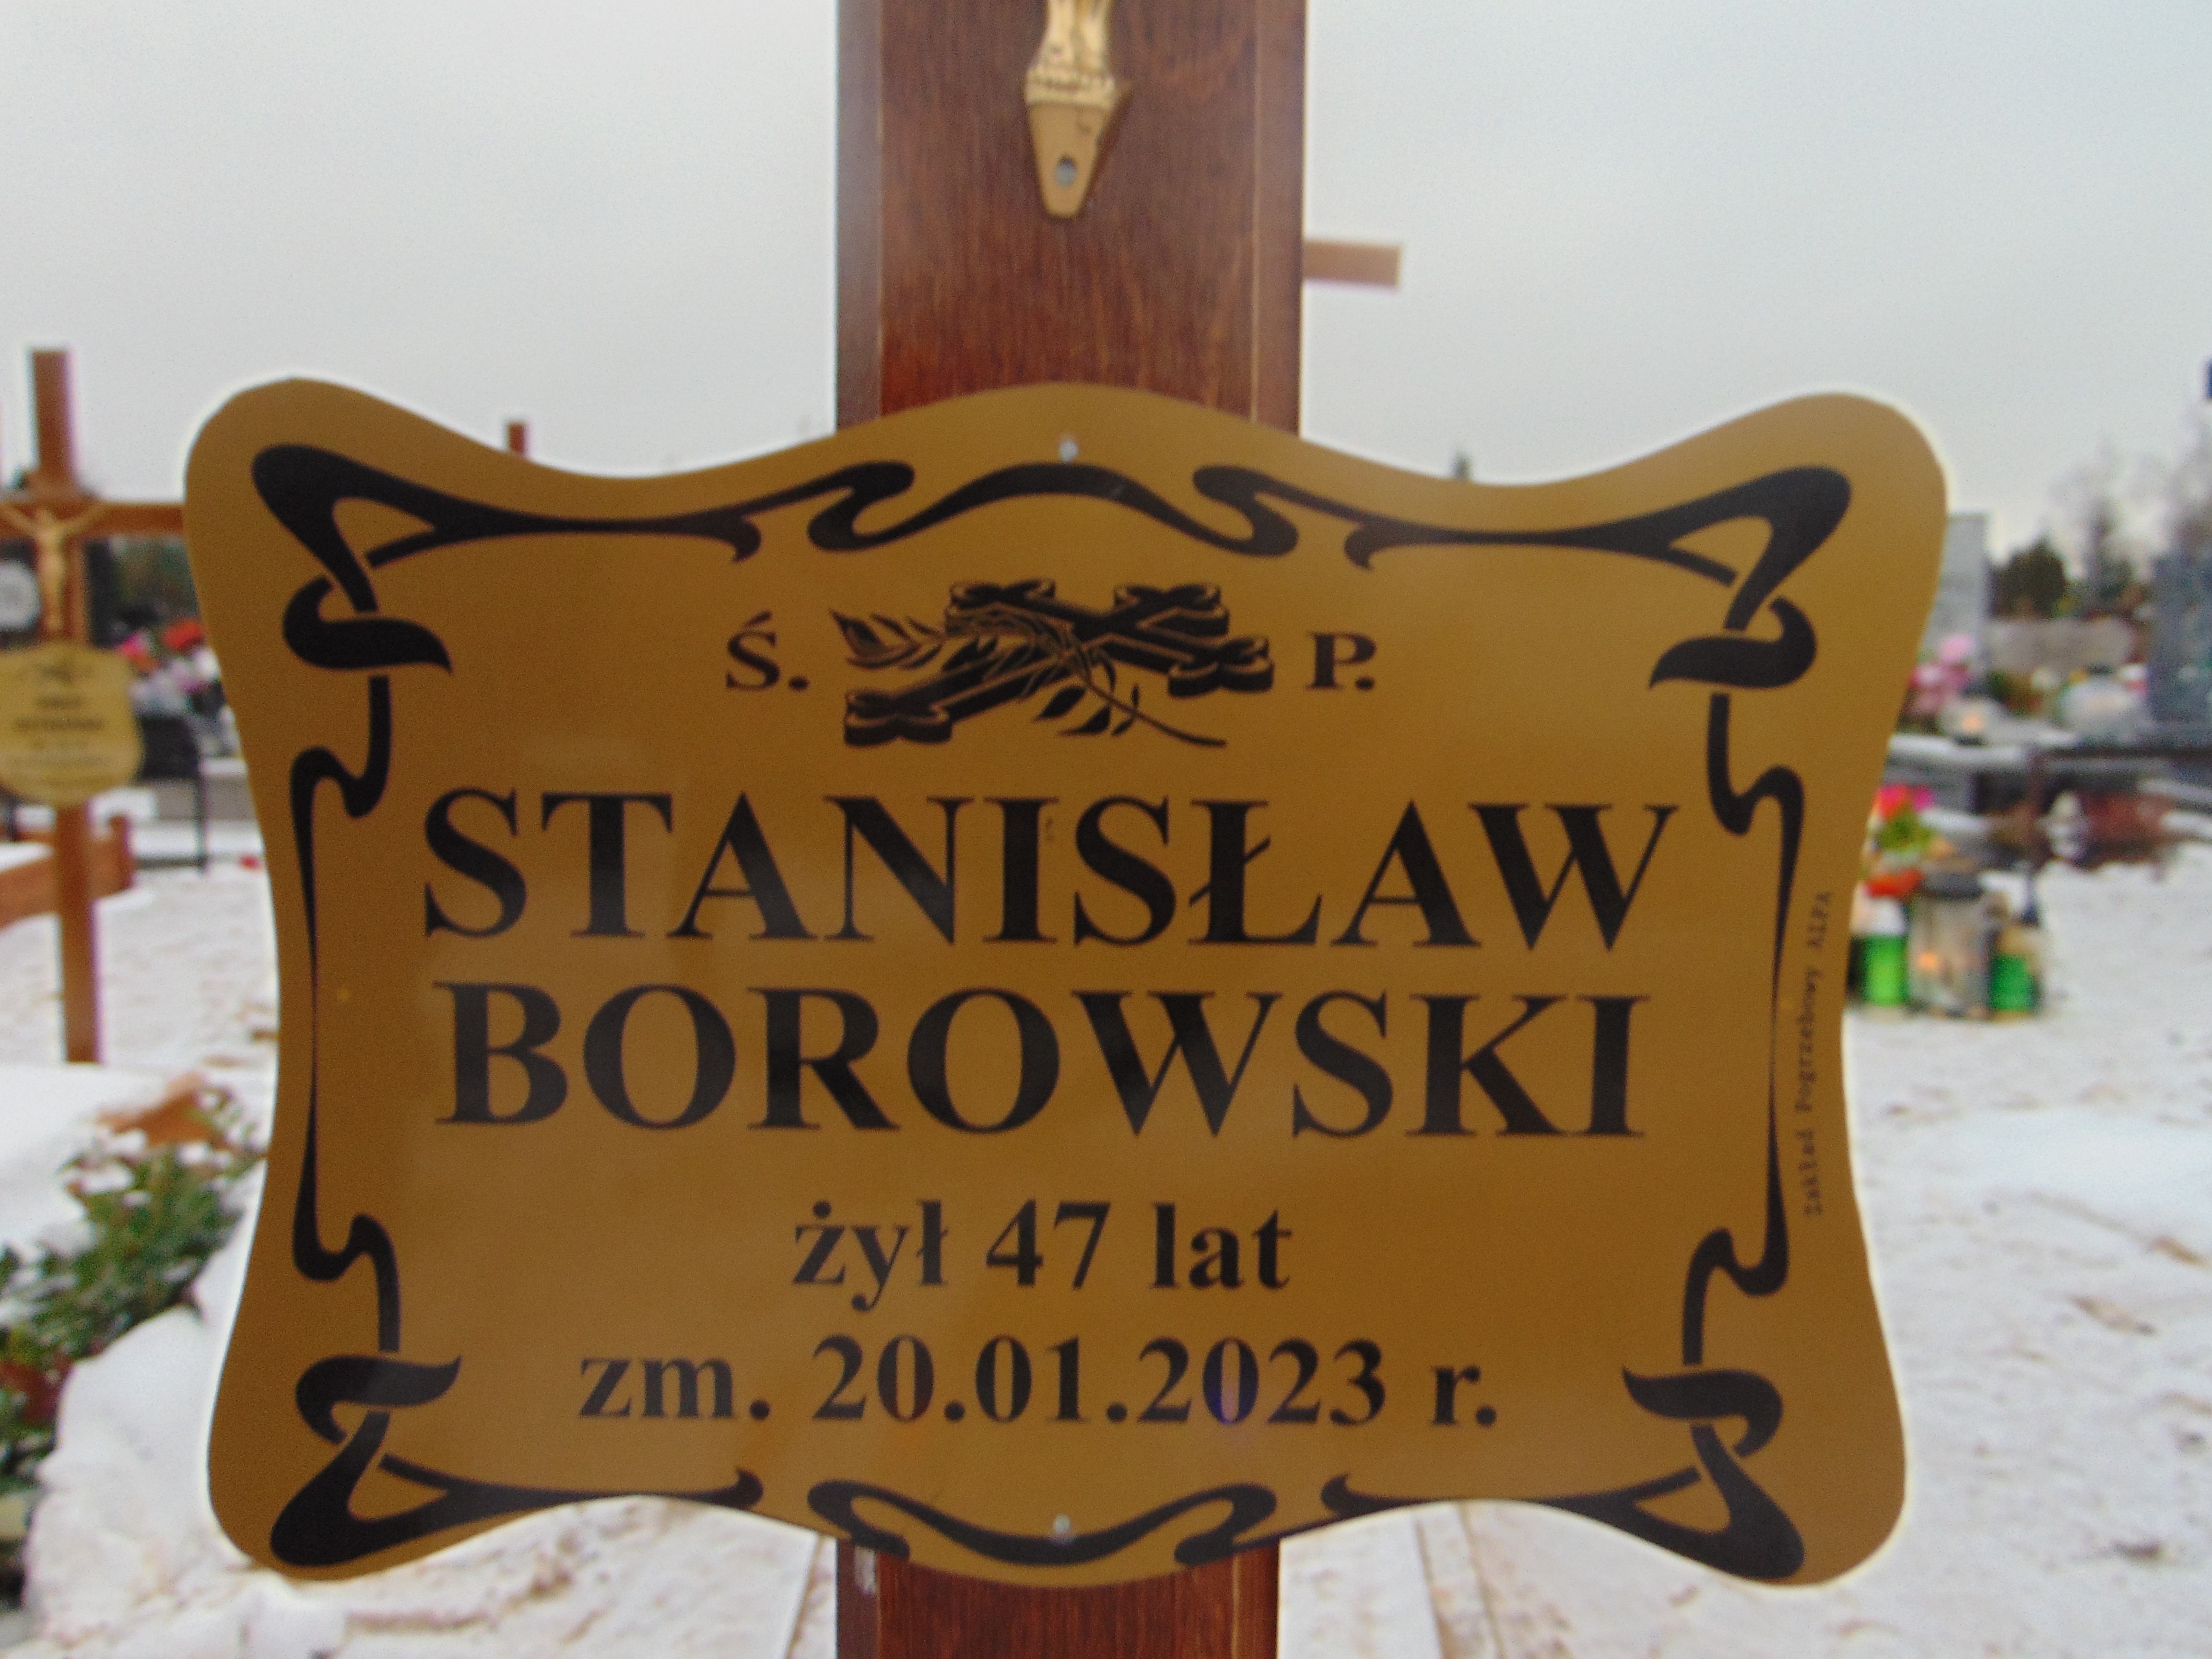 Ś. P.
STANISŁAW
BOROWSKI
żył 47 lat
zm. 20.01.2023 r.
Zakład Pogrzebowy ALFA